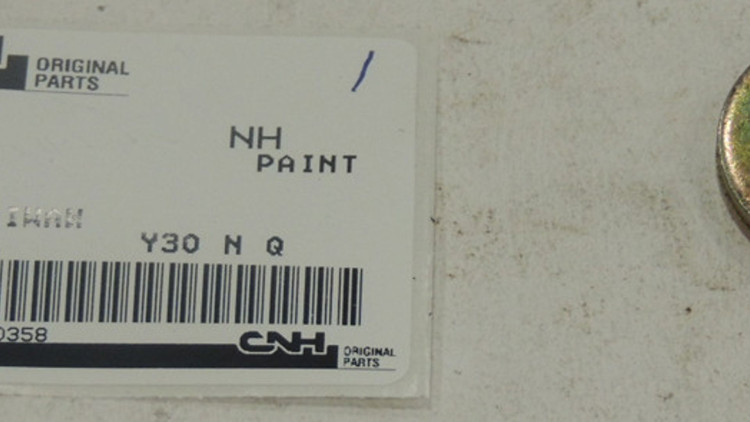 ORIGINAL
PARTS
NH
PAINT
Y30 N Q
0358
CNH ORIGINAL
PARTS